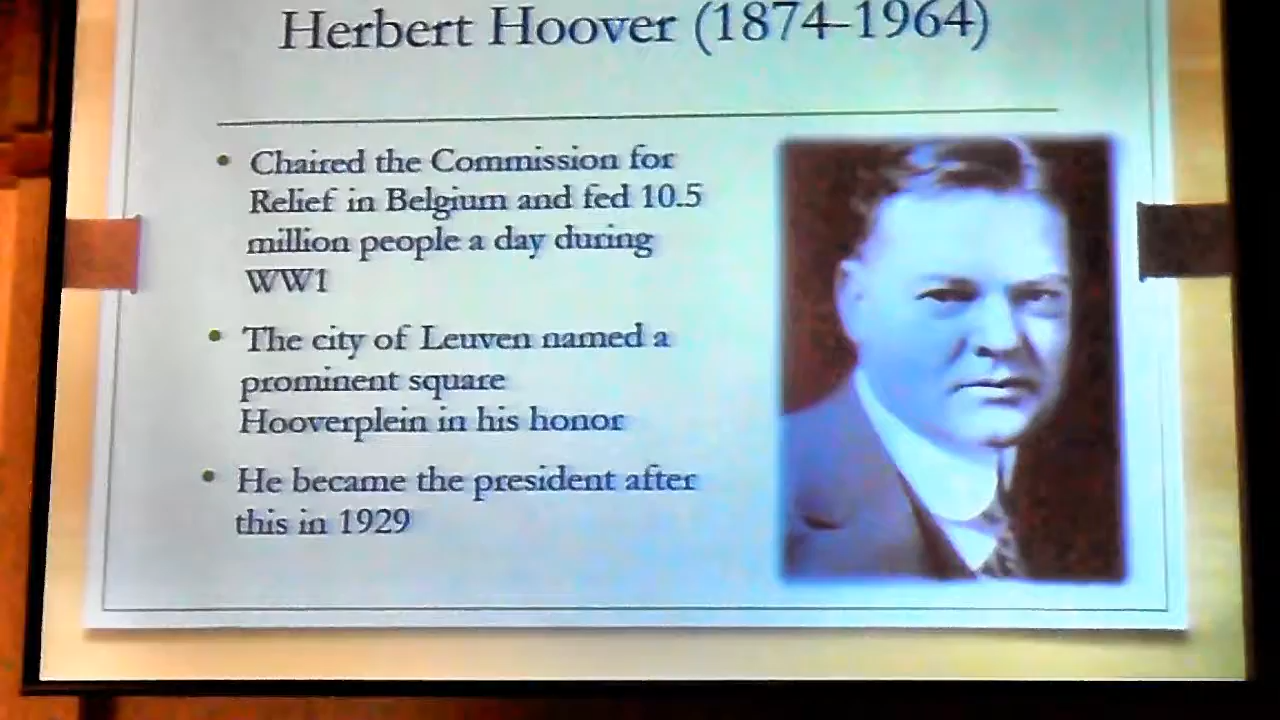 Herbert Hoover (1874-1964)
• Chaired the Commission for
Relief in Belgium and fed 10.5
million people a day during
WW1
• The city of Leuven named a
prominent square
Hooverplein in his honor
• He became the president after
this in 1929